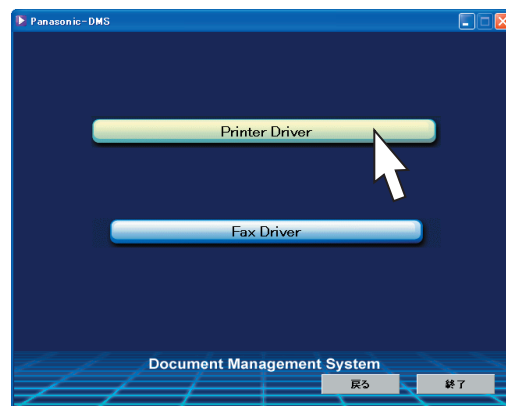 Panasonic-DMS
Printer Driver
Fax Driver
Document Management System
戻る
終了